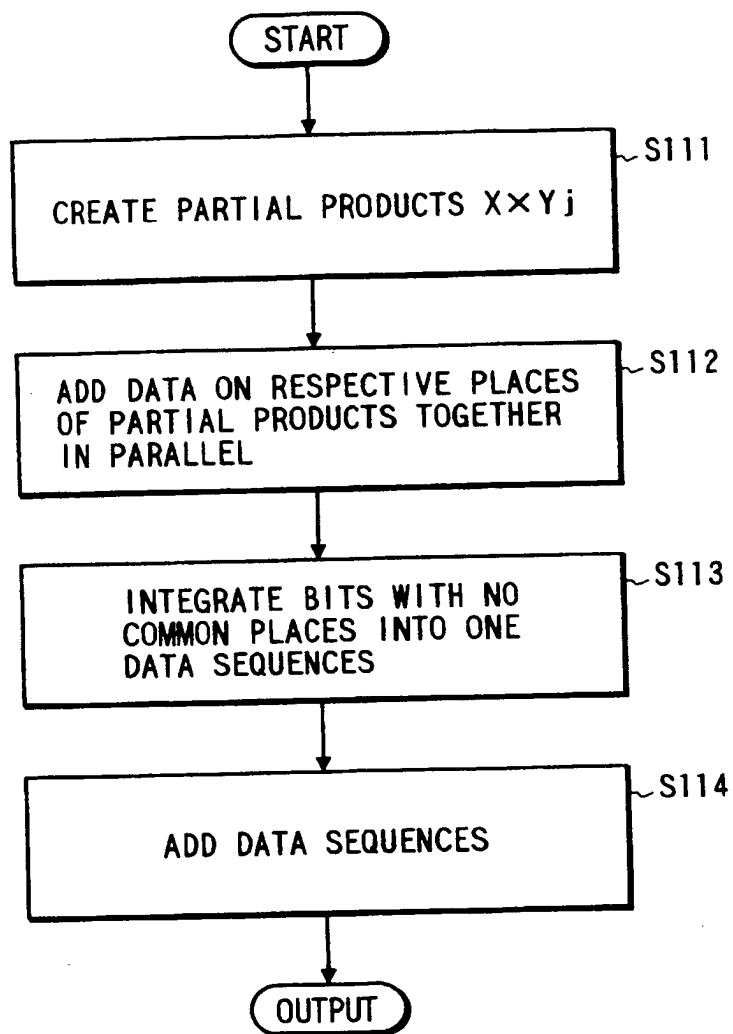 START
S111
CREATE PARTIAL PRODUCTS X×Yj
S112
ADD DATA ON RESPECTIVE PLACES
OF PARTIAL PRODUCTS TOGETHER
IN PARALLEL
S113
INTEGRATE BITS WITH NO
COMMON PLACES INTO ONE
DATA SEQUENCES
S114
ADD DATA SEQUENCES
OUTPUT